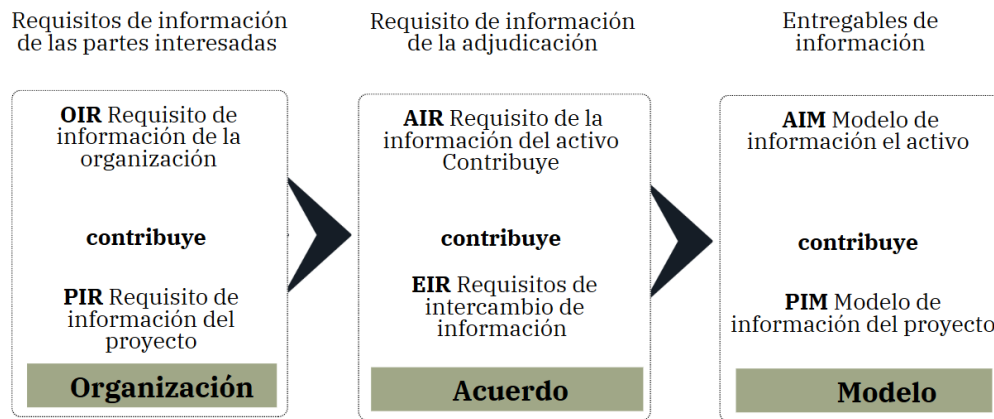 Requisitos de información
de las partes interesadas
OIR Requisito de
información de la
organización
contribuye
PIR Requisito de
información del
proyecto
Organización
Requisito de información
de la adjudicación
AIR Requisito de la
información del activo
Contribuye
contribuye
EIR Requisitos de
intercambio de
información
Acuerdo
Entregables de
información
AIM Modelo de
información el activo
contribuye
PIM Modelo de
información del proyecto
Modelo